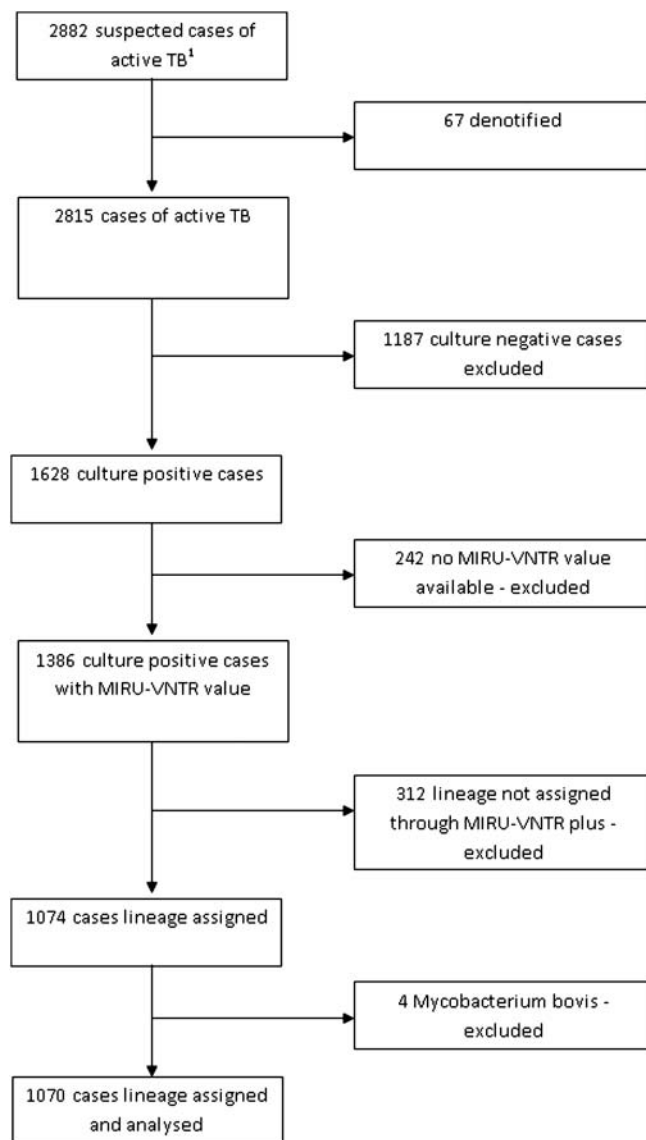 2882 suspected cases of
active TB¹
67 denotified
2815 cases of active TB
1187 culture negative cases
excluded
1628 culture positive cases
242 no MIRU-VNTR value
available - excluded
1386 culture positive cases
with MIRU-VNTR value
312 lineage not assigned
through MIRU-VNTR plus -
excluded
1074 cases lineage assigned
4 Mycobacterium bovis -
excluded
1070 cases lineage assigned
and analysed